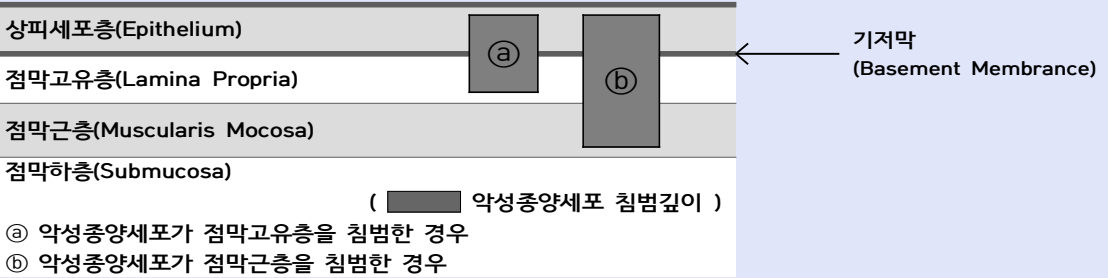 상피세포층(Epithelium)
ⓐ
기저막
(Basement Membrance)
점막고유층(Lamina Propria)
ⓑ
점막근층(Muscularis Mocosa)
점막하층(Submucosa)
( 악성종양세포 침범깊이 )
ⓐ 악성종양세포가 점막고유층을 침범한 경우
ⓑ 악성종양세포가 점막근층을 침범한 경우